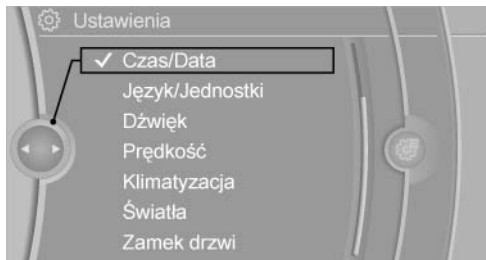 Ustawienia
Czas/Data
Język/Jednostki
Dźwięk
Prędkość
Klimatyzacja
Światła
Zamek drzwi